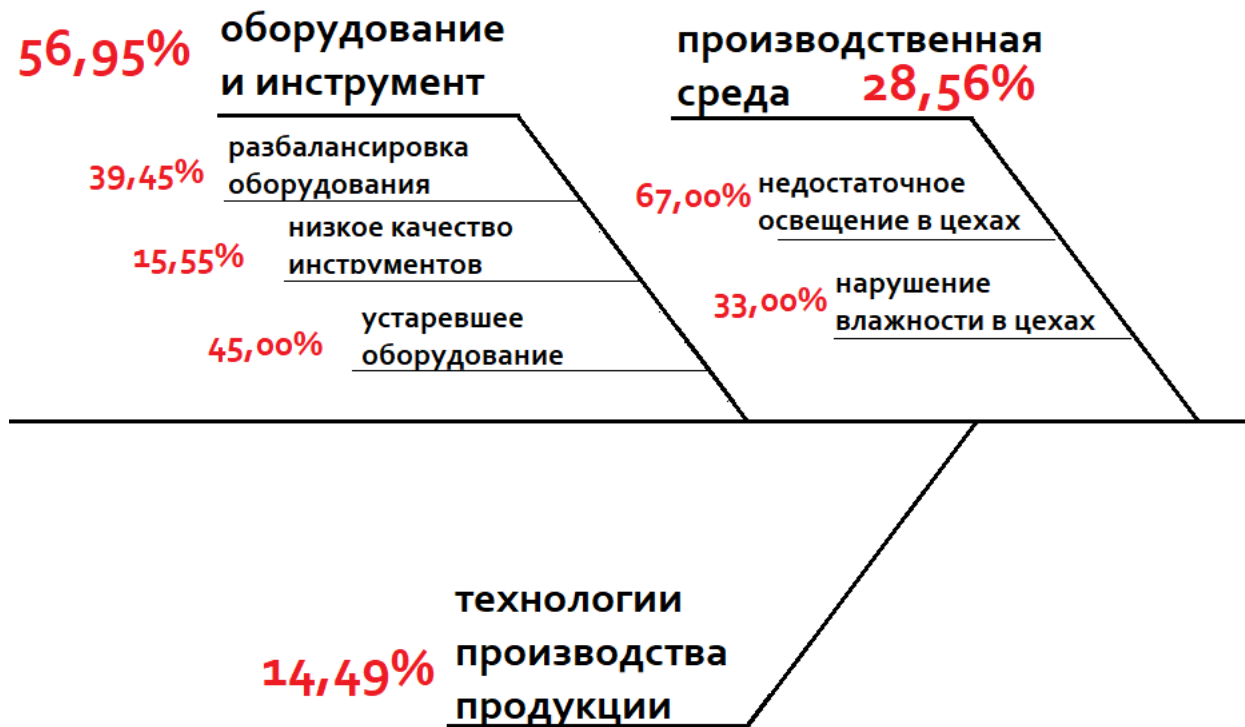 56,95%
оборудование
и инструмент
39,45%
разбалансировка
оборудования
15,55%
низкое качество
инструментов
45,00%
устаревшее
оборудование
производственная
среда 28,56%
67,00%
недостаточное
освещение в цехах
33,00%
нарушение
влажности в цехах
14,49%
технологии
производства
продукции